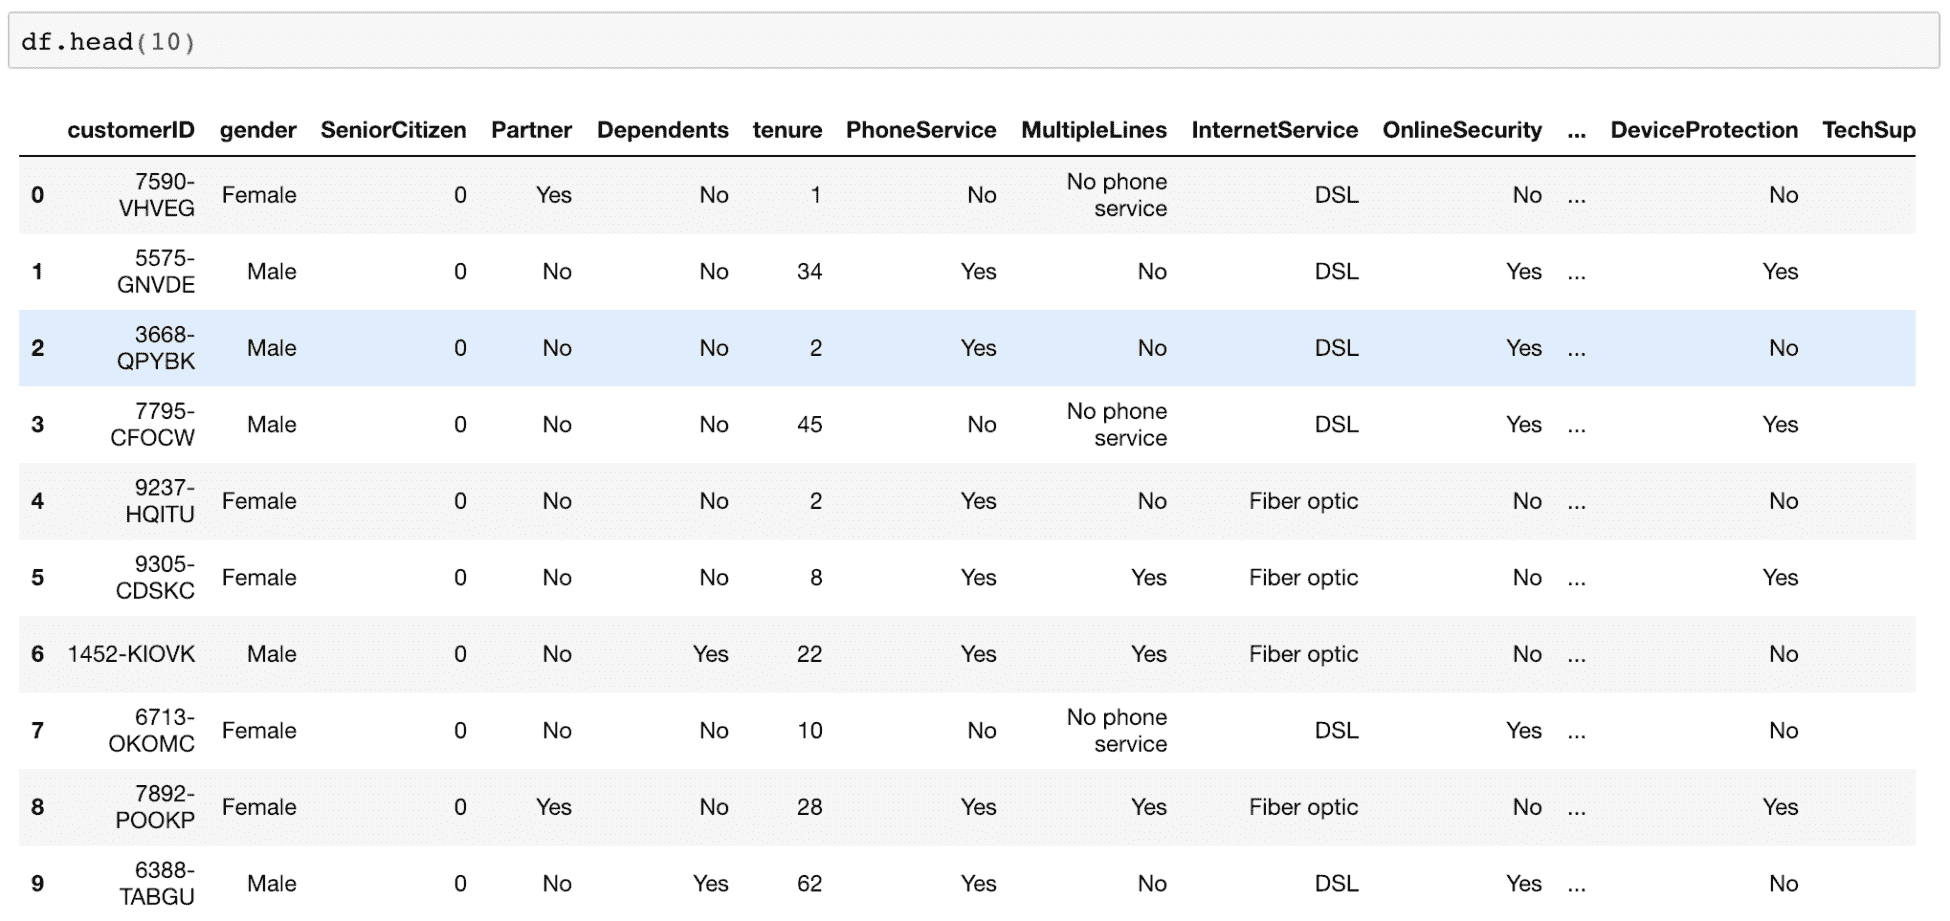 df.head(10)
customerID gender SeniorCitizen Partner Dependents tenure PhoneService MultipleLines InternetService OnlineSecurity ... DeviceProtection TechSup
0 7590-VHVEG Female 0 Yes No 1 No No phone service DSL No ... No
1 5575-GNVDE Male 0 No No 34 Yes No DSL Yes ... Yes
2 3668-QPYBK Male 0 No No 2 Yes No DSL Yes ... No
3 7795-CFOCW Male 0 No No 45 No No phone service DSL Yes ... Yes
4 9237-HQITU Female 0 No No 2 Yes No Fiber optic No ... No
5 9305-CDSKC Female 0 No No 8 Yes Yes Fiber optic No ... Yes
6 1452-KIOVK Male 0 No Yes 22 Yes Yes Fiber optic No ... No
7 6713-OKOMC Female 0 No No 10 No No phone service DSL Yes ... No
8 7892-POOKP Female 0 Yes No 28 Yes Yes Fiber optic No ... Yes
9 6388-TABGU Male 0 No Yes 62 Yes No DSL Yes ... No